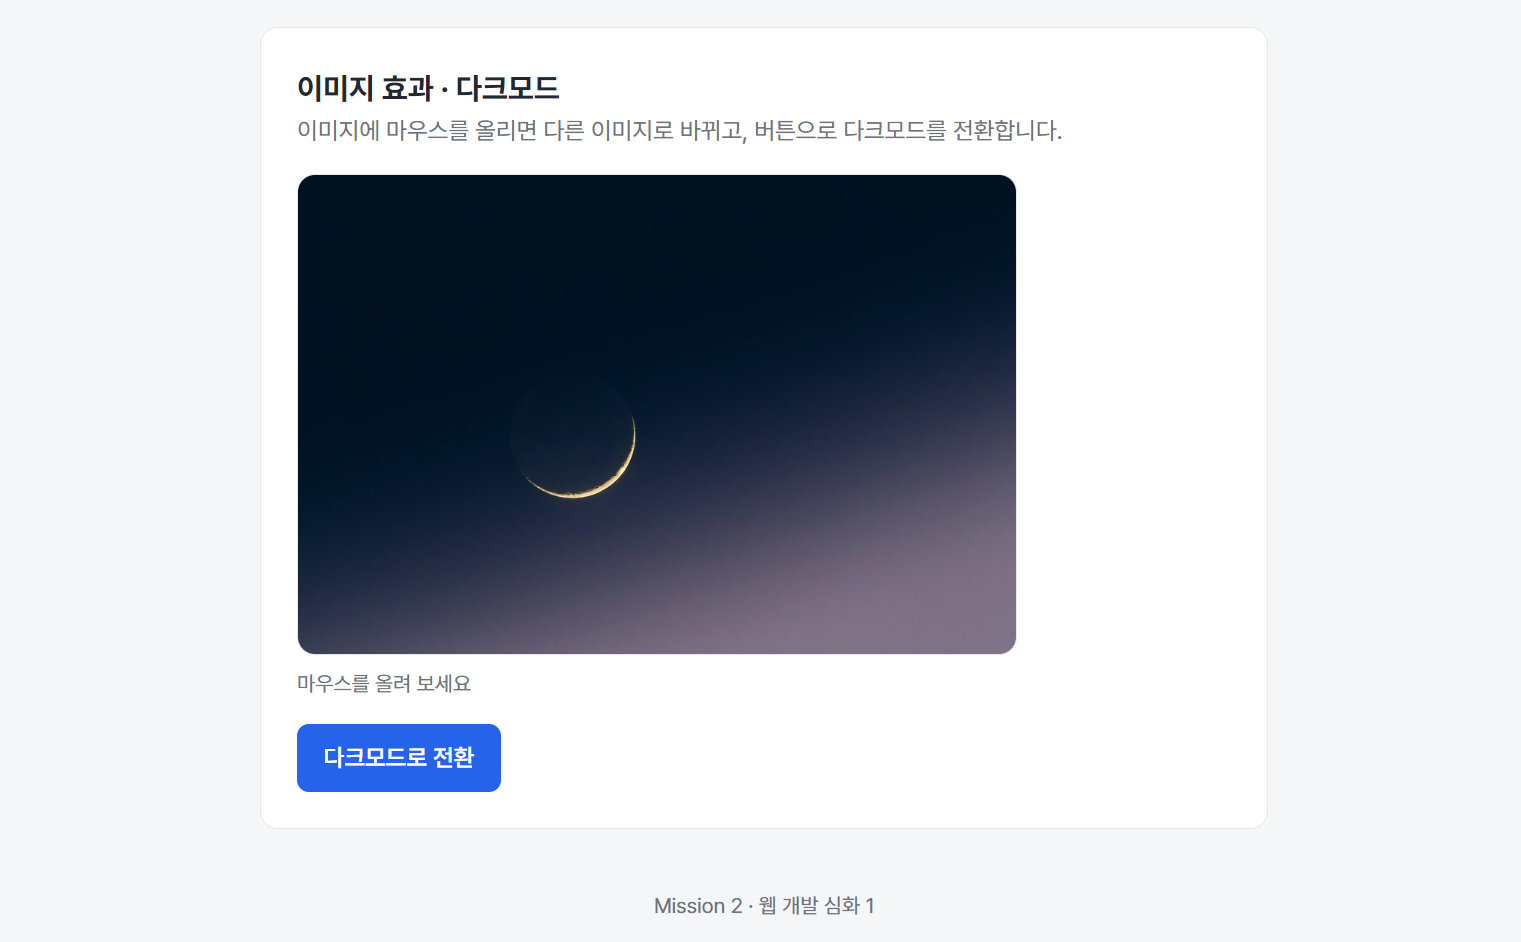 이미지 효과 · 다크모드
이미지에 마우스를 올리면 다른 이미지로 바뀌고, 버튼으로 다크모드를 전환합니다.
마우스를 올려 보세요
다크모드로 전환
Mission 2 · 웹 개발 심화 1